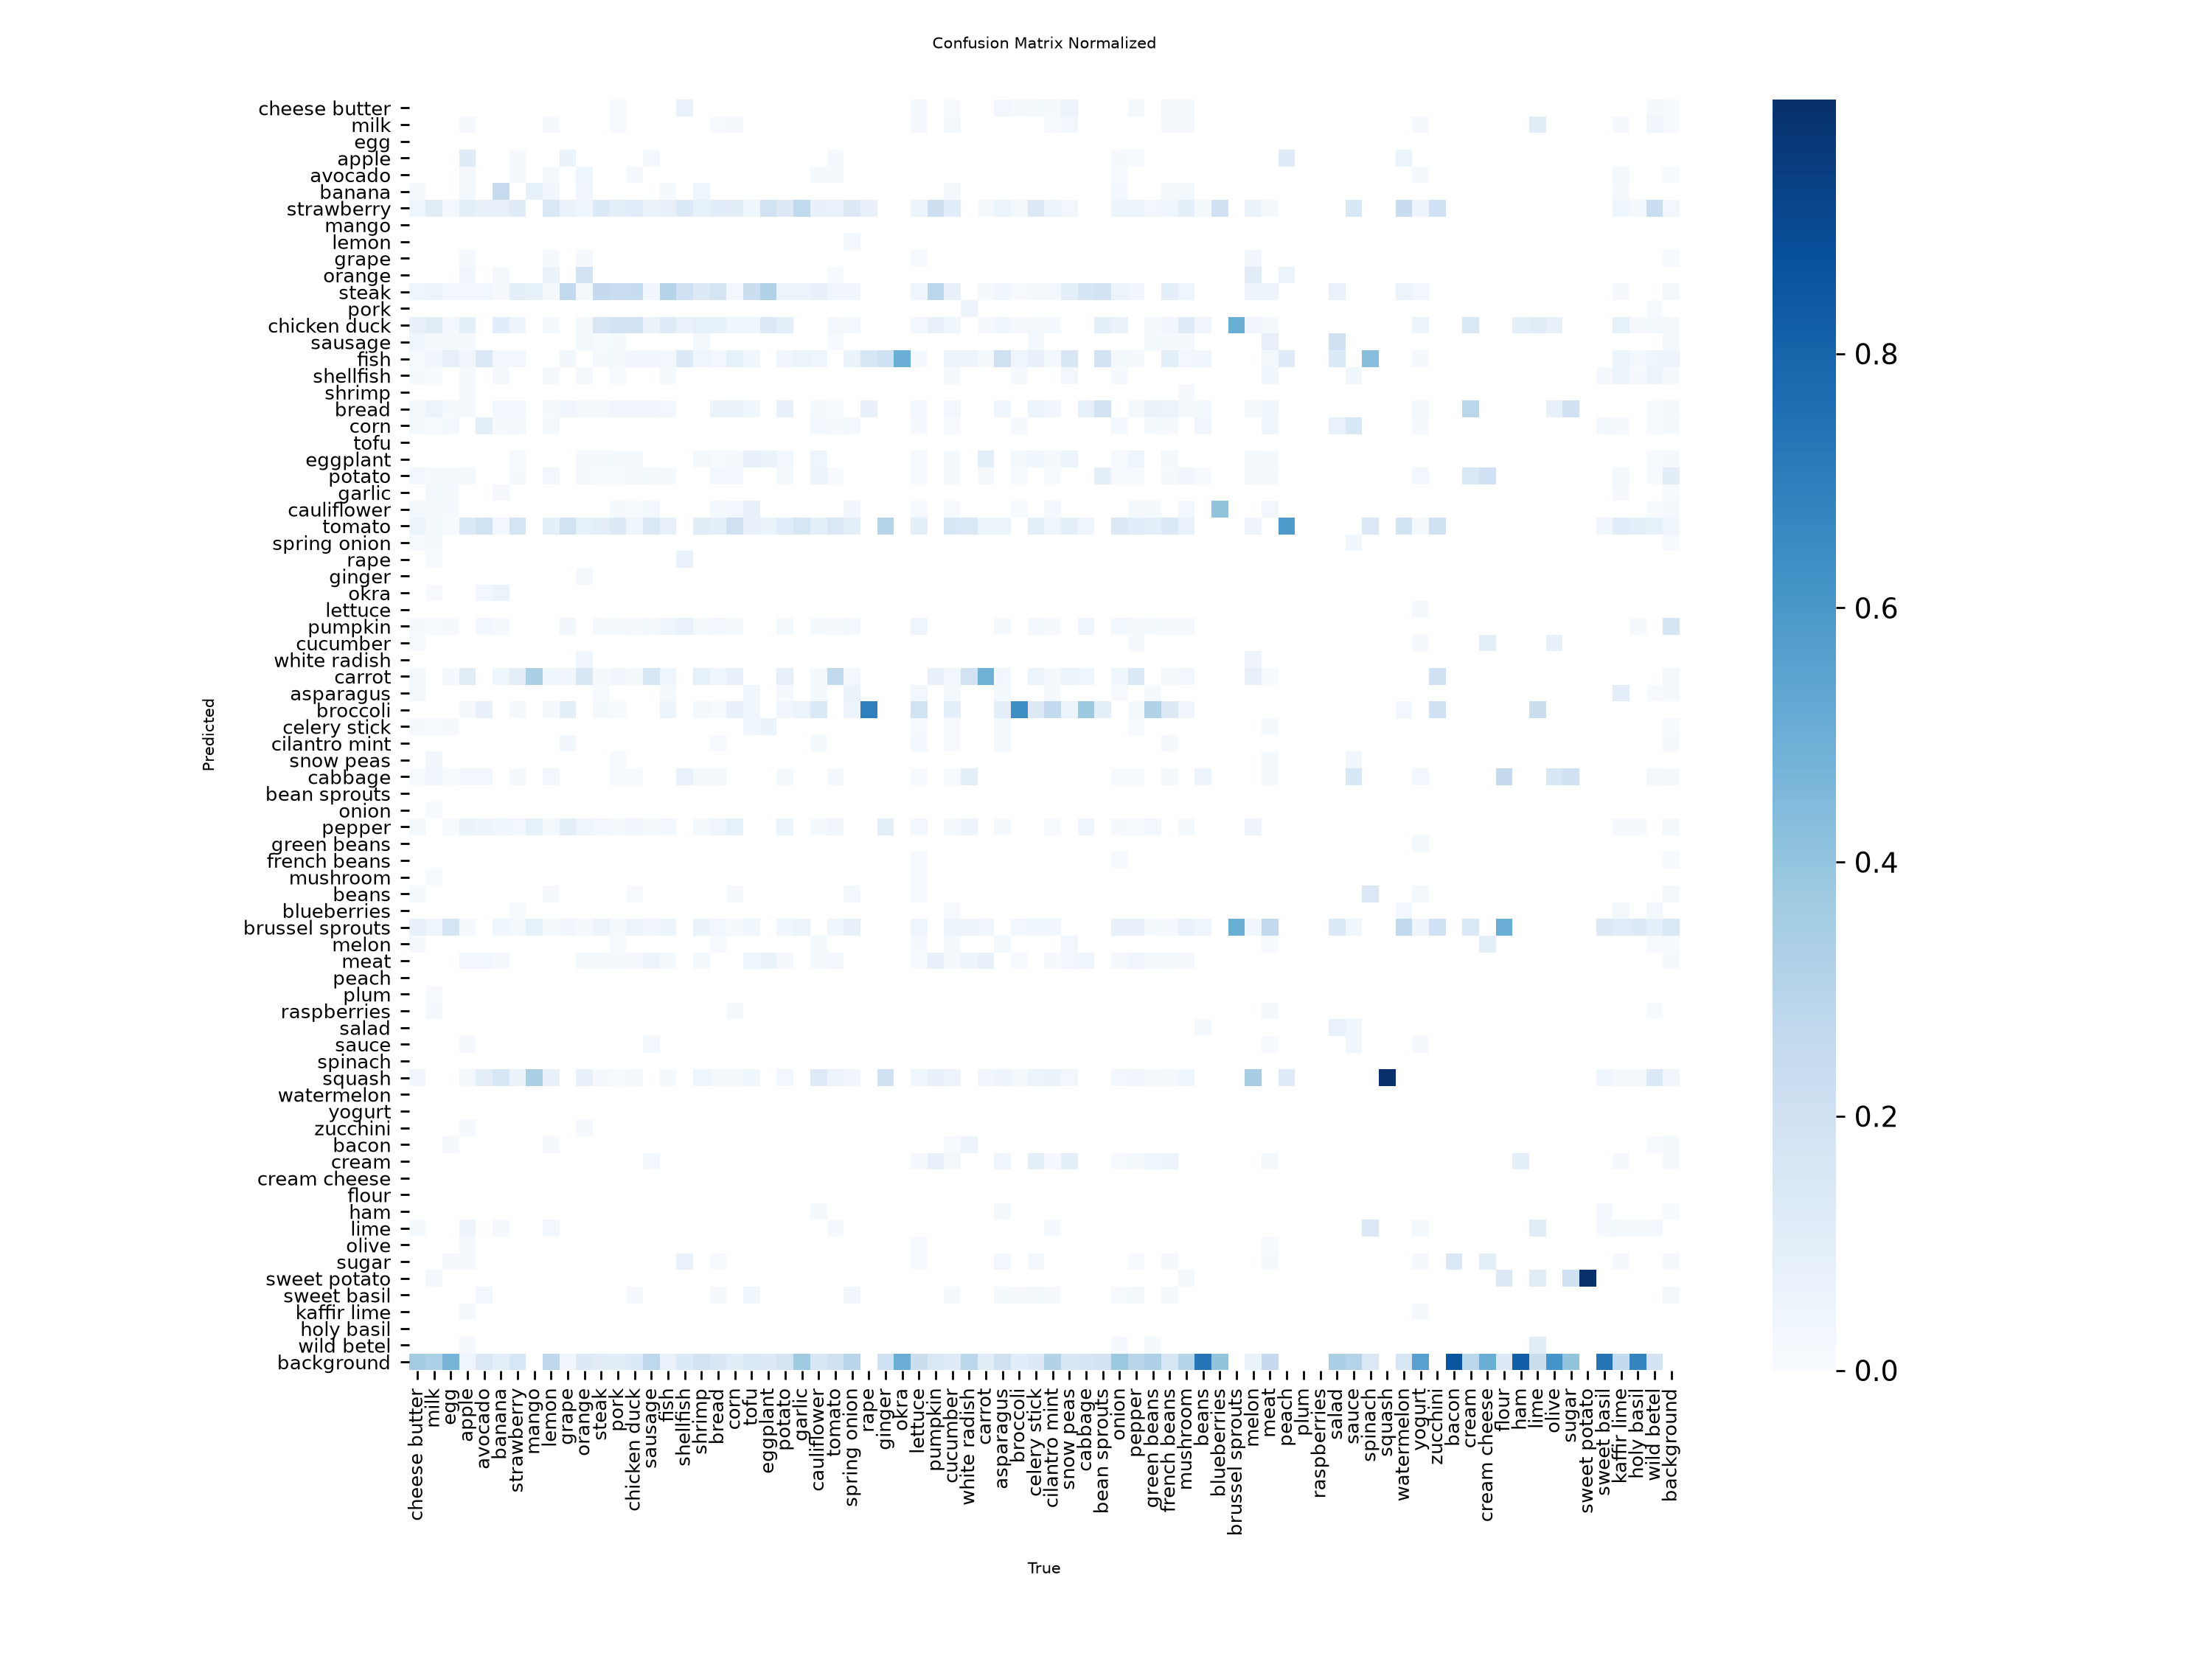 Confusion Matrix Normalized
cheese butter
milk
egg
apple
avocado
banana
strawberry
mango
lemon
grape
orange
steak
pork
chicken duck
sausage
fish
shellfish
shrimp
bread
corn
tofu
eggplant
potato
garlic
cauliflower
tomato
spring onion
rape
ginger
okra
lettuce
pumpkin
cucumber
white radish
carrot
asparagus
broccoli
celery stick
cilantro mint
snow peas
cabbage
bean sprouts
onion
pepper
green beans
french beans
mushroom
beans
blueberries
brussel sprouts
melon
meat
peach
plum
raspberries
salad
sauce
spinach
squash
watermelon
yogurt
zucchini
bacon
cream
cream cheese
flour
ham
lime
olive
sugar
sweet potato
sweet basil
kaffir lime
holy basil
wild betel
background
Predicted
cheese butter
milk
egg
apple
avocado
banana
strawberry
mango
lemon
grape
orange
steak
pork
chicken duck
sausage
fish
shellfish
shrimp
bread
corn
tofu
eggplant
potato
garlic
cauliflower
tomato
spring onion
rape
ginger
okra
lettuce
pumpkin
cucumber
white radish
carrot
asparagus
broccoli
celery stick
cilantro mint
snow peas
cabbage
bean sprouts
onion
pepper
green beans
french beans
mushrooom
beans
blueberries
brussel sprouts
melon
meat
peach
plum
raspberries
salad
sauce
spinach
squash
watermelon
yogurt
zucchini
bacon
cream
cream cheese
flour
ham
lime
olive
sugar
sweet potato
sweet basil
kaffir lime
holy basil
wild betel
background
True
0.8
0.6
0.4
0.2
0.0